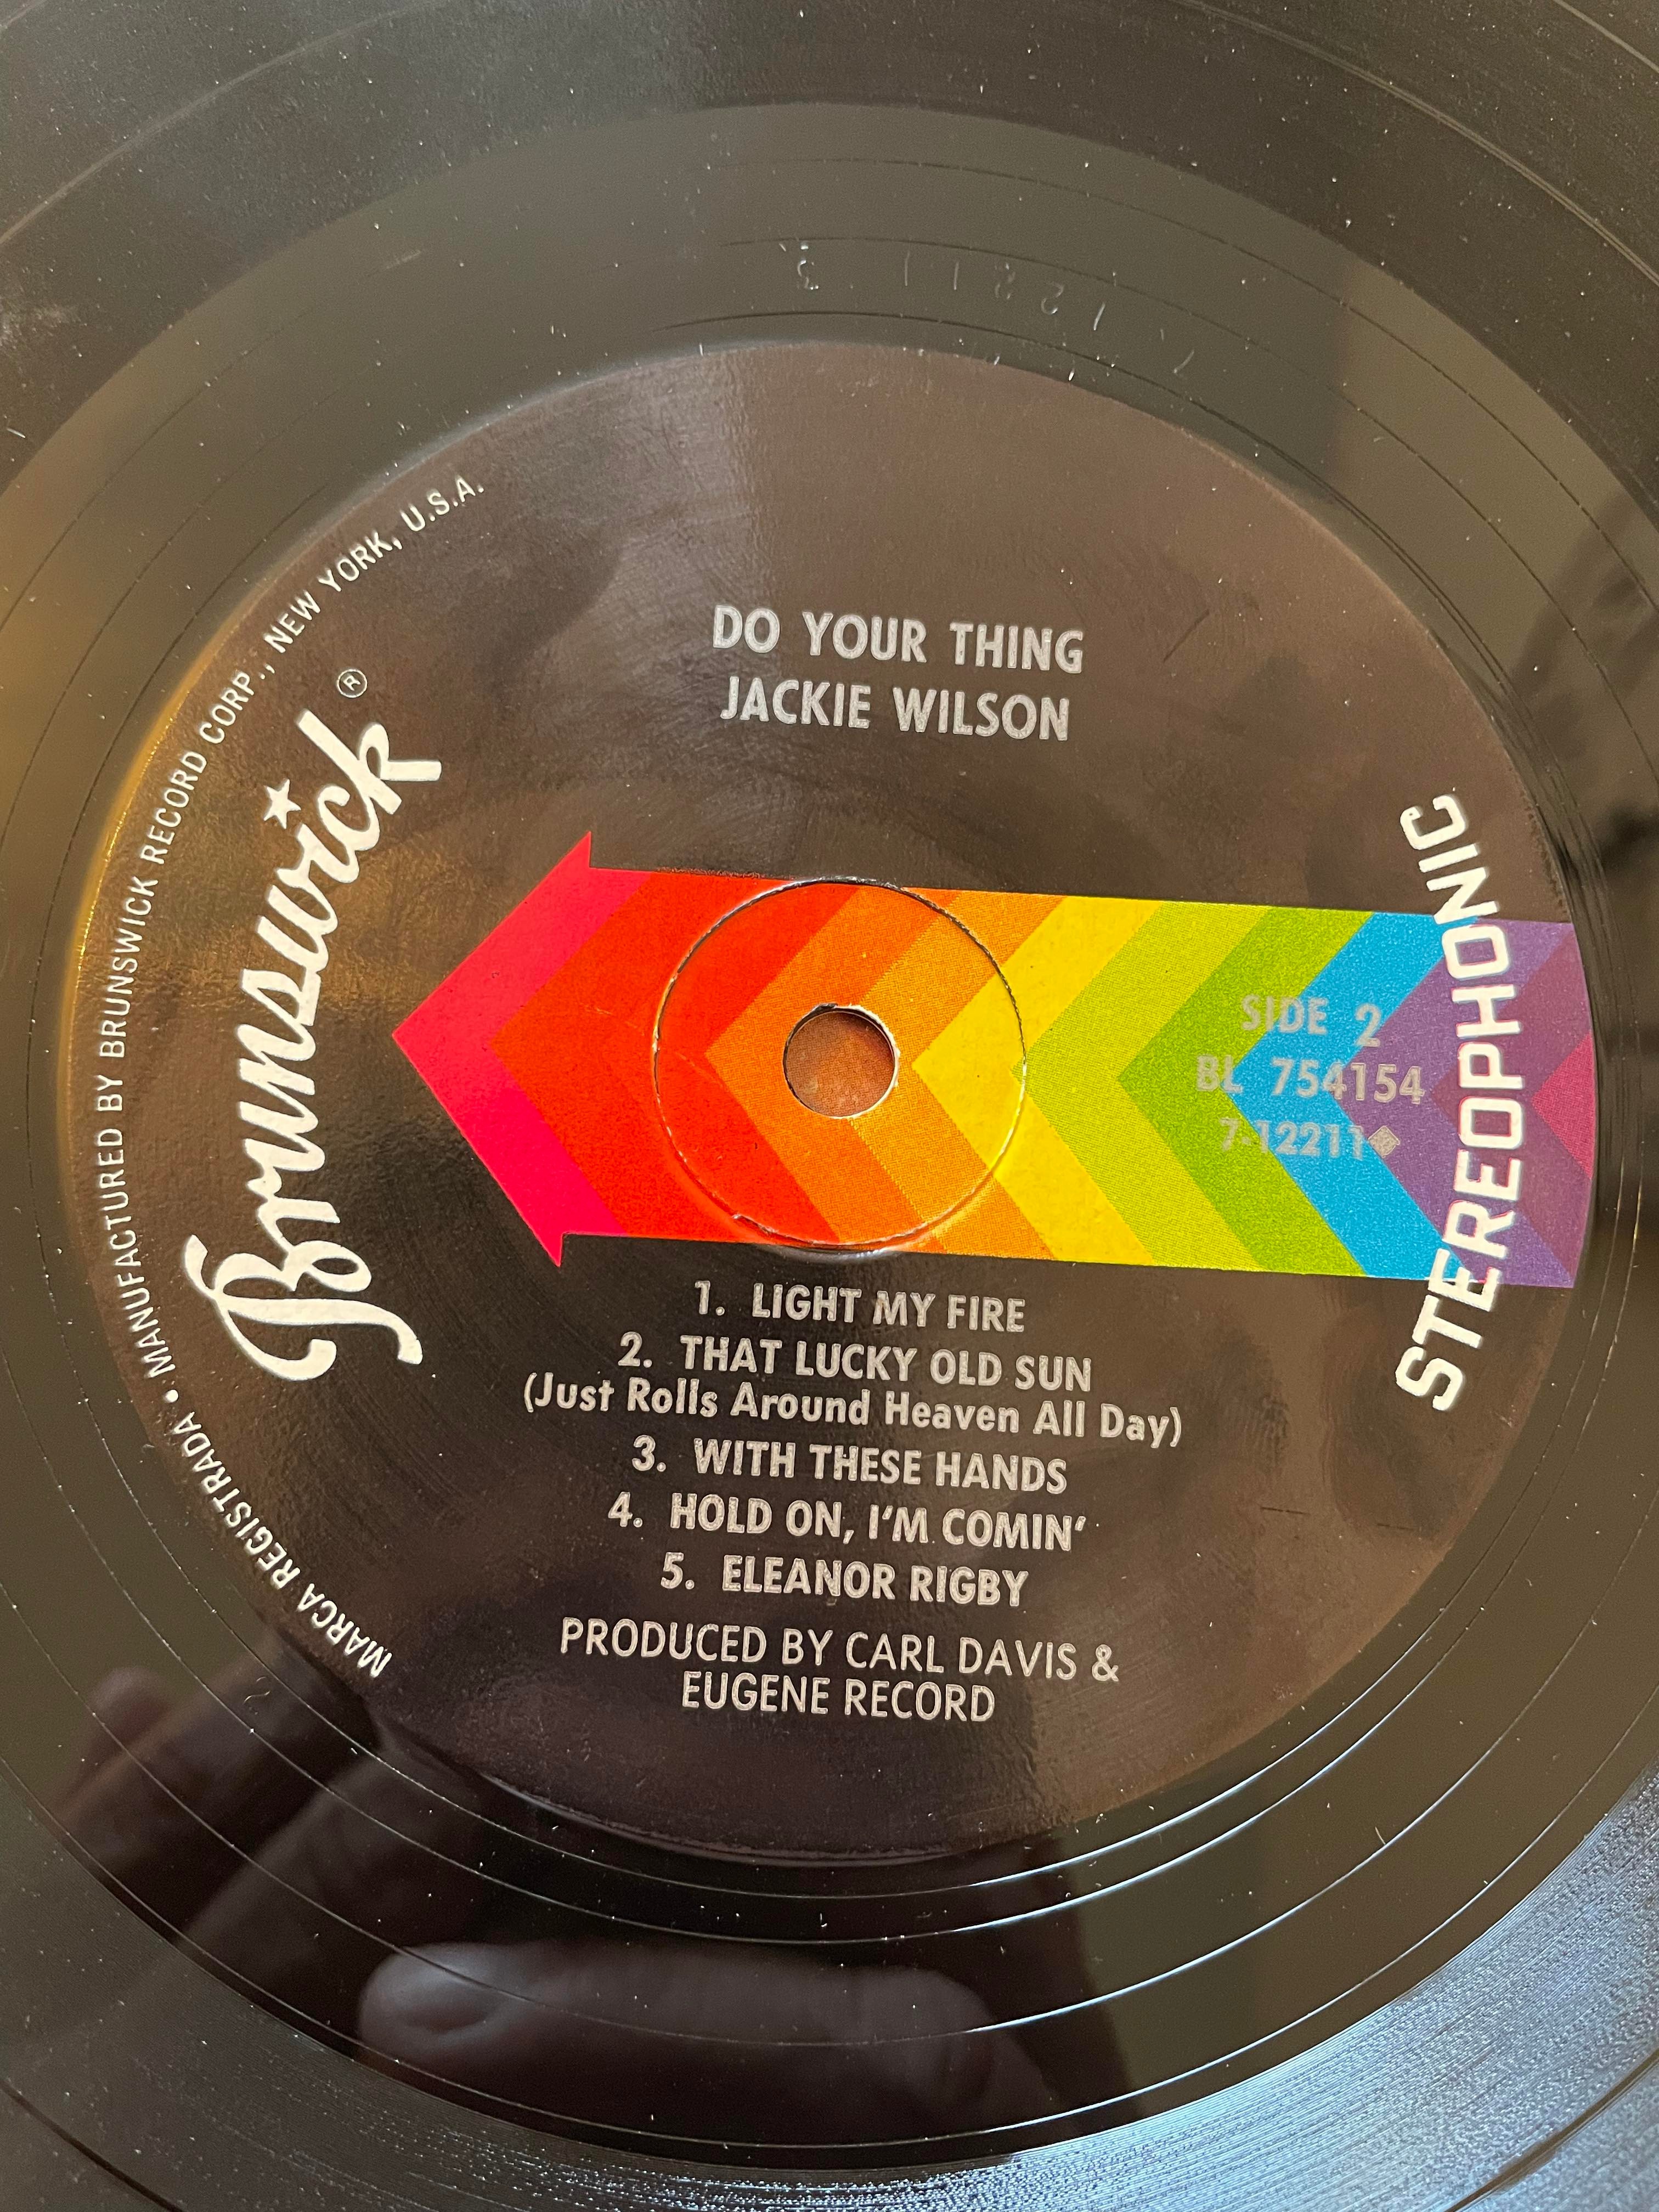 DO YOUR THING
JACKIE WILSON
Brunswick ®
STEREOPHONIC
SIDE 2
BL 754154
7-12211
1. LIGHT MY FIRE
2. THAT LUCKY OLD SUN
(Just Rolls Around Heaven All Day)
3. WITH THESE HANDS
4. HOLD ON, I'M COMIN'
5. ELEANOR RIGBY
PRODUCED BY CARL DAVIS &
EUGENE RECORD
MARCA REGISTRADA • MANUFACTURED BY BRUNSWICK RECORD CORP., NEW YORK, U.S.A.